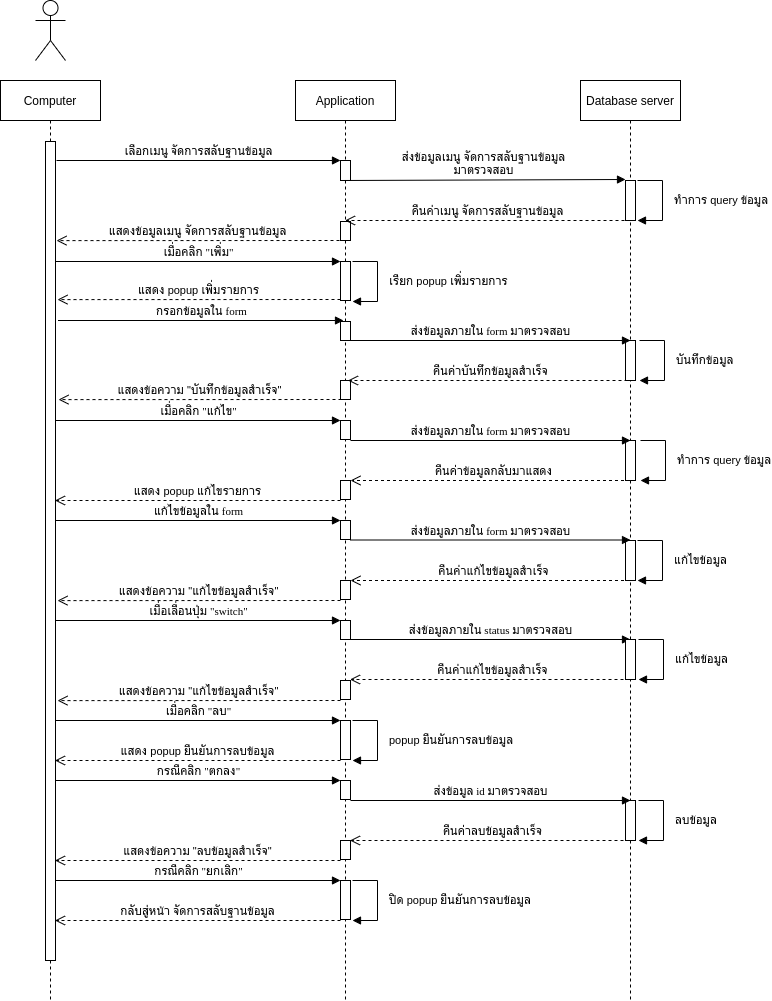 Computer
Application
Database server
เลือกเมนู จัดการสลับฐานข้อมูล
ส่งข้อมูลเมนู จัดการสลับฐานข้อมูล
มาตรวจสอบ
ทำการ query ข้อมูล
คืนค่าเมนู จัดการสลับฐานข้อมูล
แสดงข้อมูลเมนู จัดการสลับฐานข้อมูล
เมื่อคลิก "เพิ่ม"
เรียก popup เพิ่มรายการ
แสดง popup เพิ่มรายการ
กรอกข้อมูลใน form
ส่งข้อมูลภายใน form มาตรวจสอบ
บันทึกข้อมูล
คืนค่าบันทึกข้อมูลสำเร็จ
แสดงข้อความ "บันทึกข้อมูลสำเร็จ"
เมื่อคลิก "แก้ไข"
ส่งข้อมูลภายใน form มาตรวจสอบ
ทำการ query ข้อมูล
คืนค่าข้อมูลกลับมาแสดง
แสดง popup แก้ไขรายการ
แก้ไขข้อมูลใน form
ส่งข้อมูลภายใน form มาตรวจสอบ
แก้ไขข้อมูล
คืนค่าแก้ไขข้อมูลสำเร็จ
แสดงข้อความ "แก้ไขข้อมูลสำเร็จ"
เมื่อเลื่อนปุ่ม "switch"
ส่งข้อมูลภายใน status มาตรวจสอบ
แก้ไขข้อมูล
คืนค่าแก้ไขข้อมูลสำเร็จ
แสดงข้อความ "แก้ไขข้อมูลสำเร็จ"
เมื่อคลิก "ลบ"
popup ยืนยันการลบข้อมูล
แสดง popup ยืนยันการลบข้อมูล
กรณีคลิก "ตกลง"
ส่งข้อมูล id มาตรวจสอบ
ลบข้อมูล
คืนค่าลบข้อมูลสำเร็จ
แสดงข้อความ "ลบข้อมูลสำเร็จ"
กรณีคลิก "ยกเลิก"
ปิด popup ยืนยันการลบข้อมูล
กลับสู่หน้า จัดการสลับฐานข้อมูล